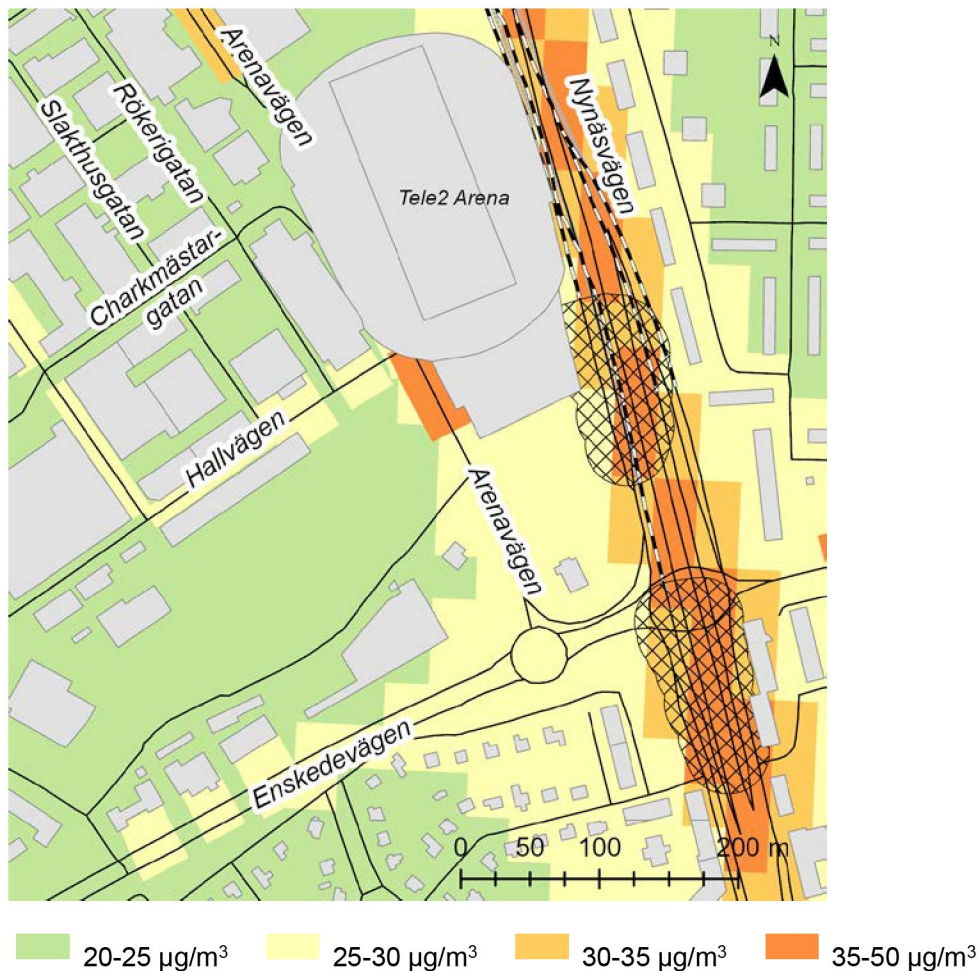 Arenavägen
Nynäsvägen
N
Rökerigatan
Slakthusgatan
Tele2 Arena
Charkmästar-
gatan
Hallvägen
Arenavägen
Enskedevägen
0 50 100 200 m
20-25 µg/m³ 25-30 µg/m³ 30-35 µg/m³ 35-50 µg/m³